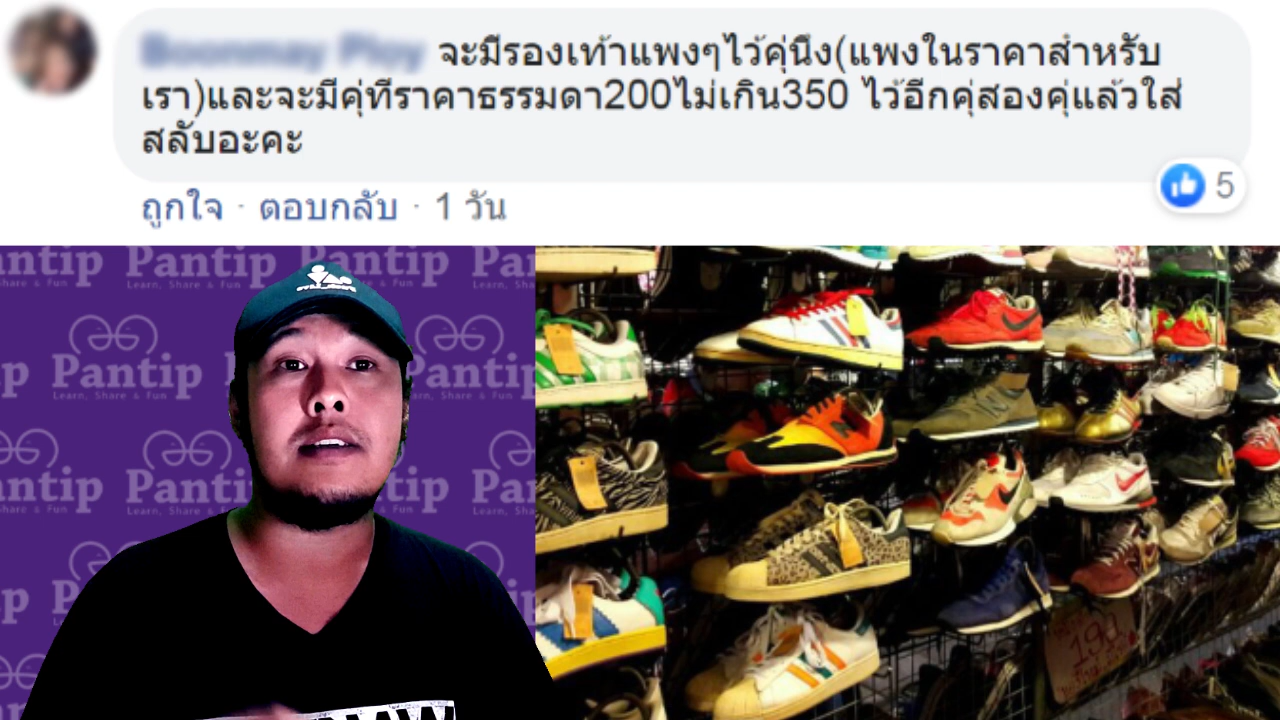 จะมีรองเท้าแพงๆไว้คู่นึง(แพงในราคาสำหรับ
เรา)และจะมีคู่ที่ราคาธรรมดา200ไม่เกิน350 ไว้อีกคู่สองคู่แล้วใส่
สลับอะคะ
ถูกใจ · ตอบกลับ · 1 วัน
5
Pantip
Learn, Share & Fun
190